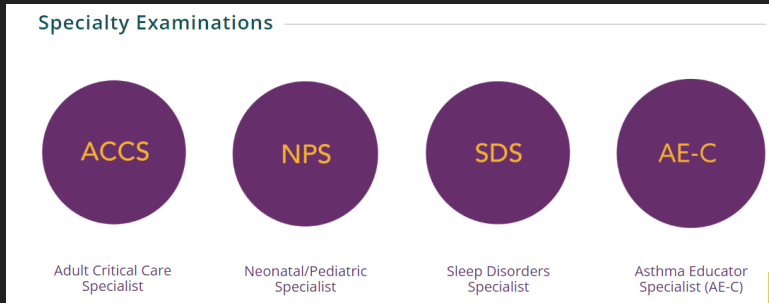 Specialty Examinations
ACCS
NPS
SDS
AE-C
Adult Critical Care
Specialist
Neonatal/Pediatric
Specialist
Sleep Disorders
Specialist
Asthma Educator
Specialist (AE-C)